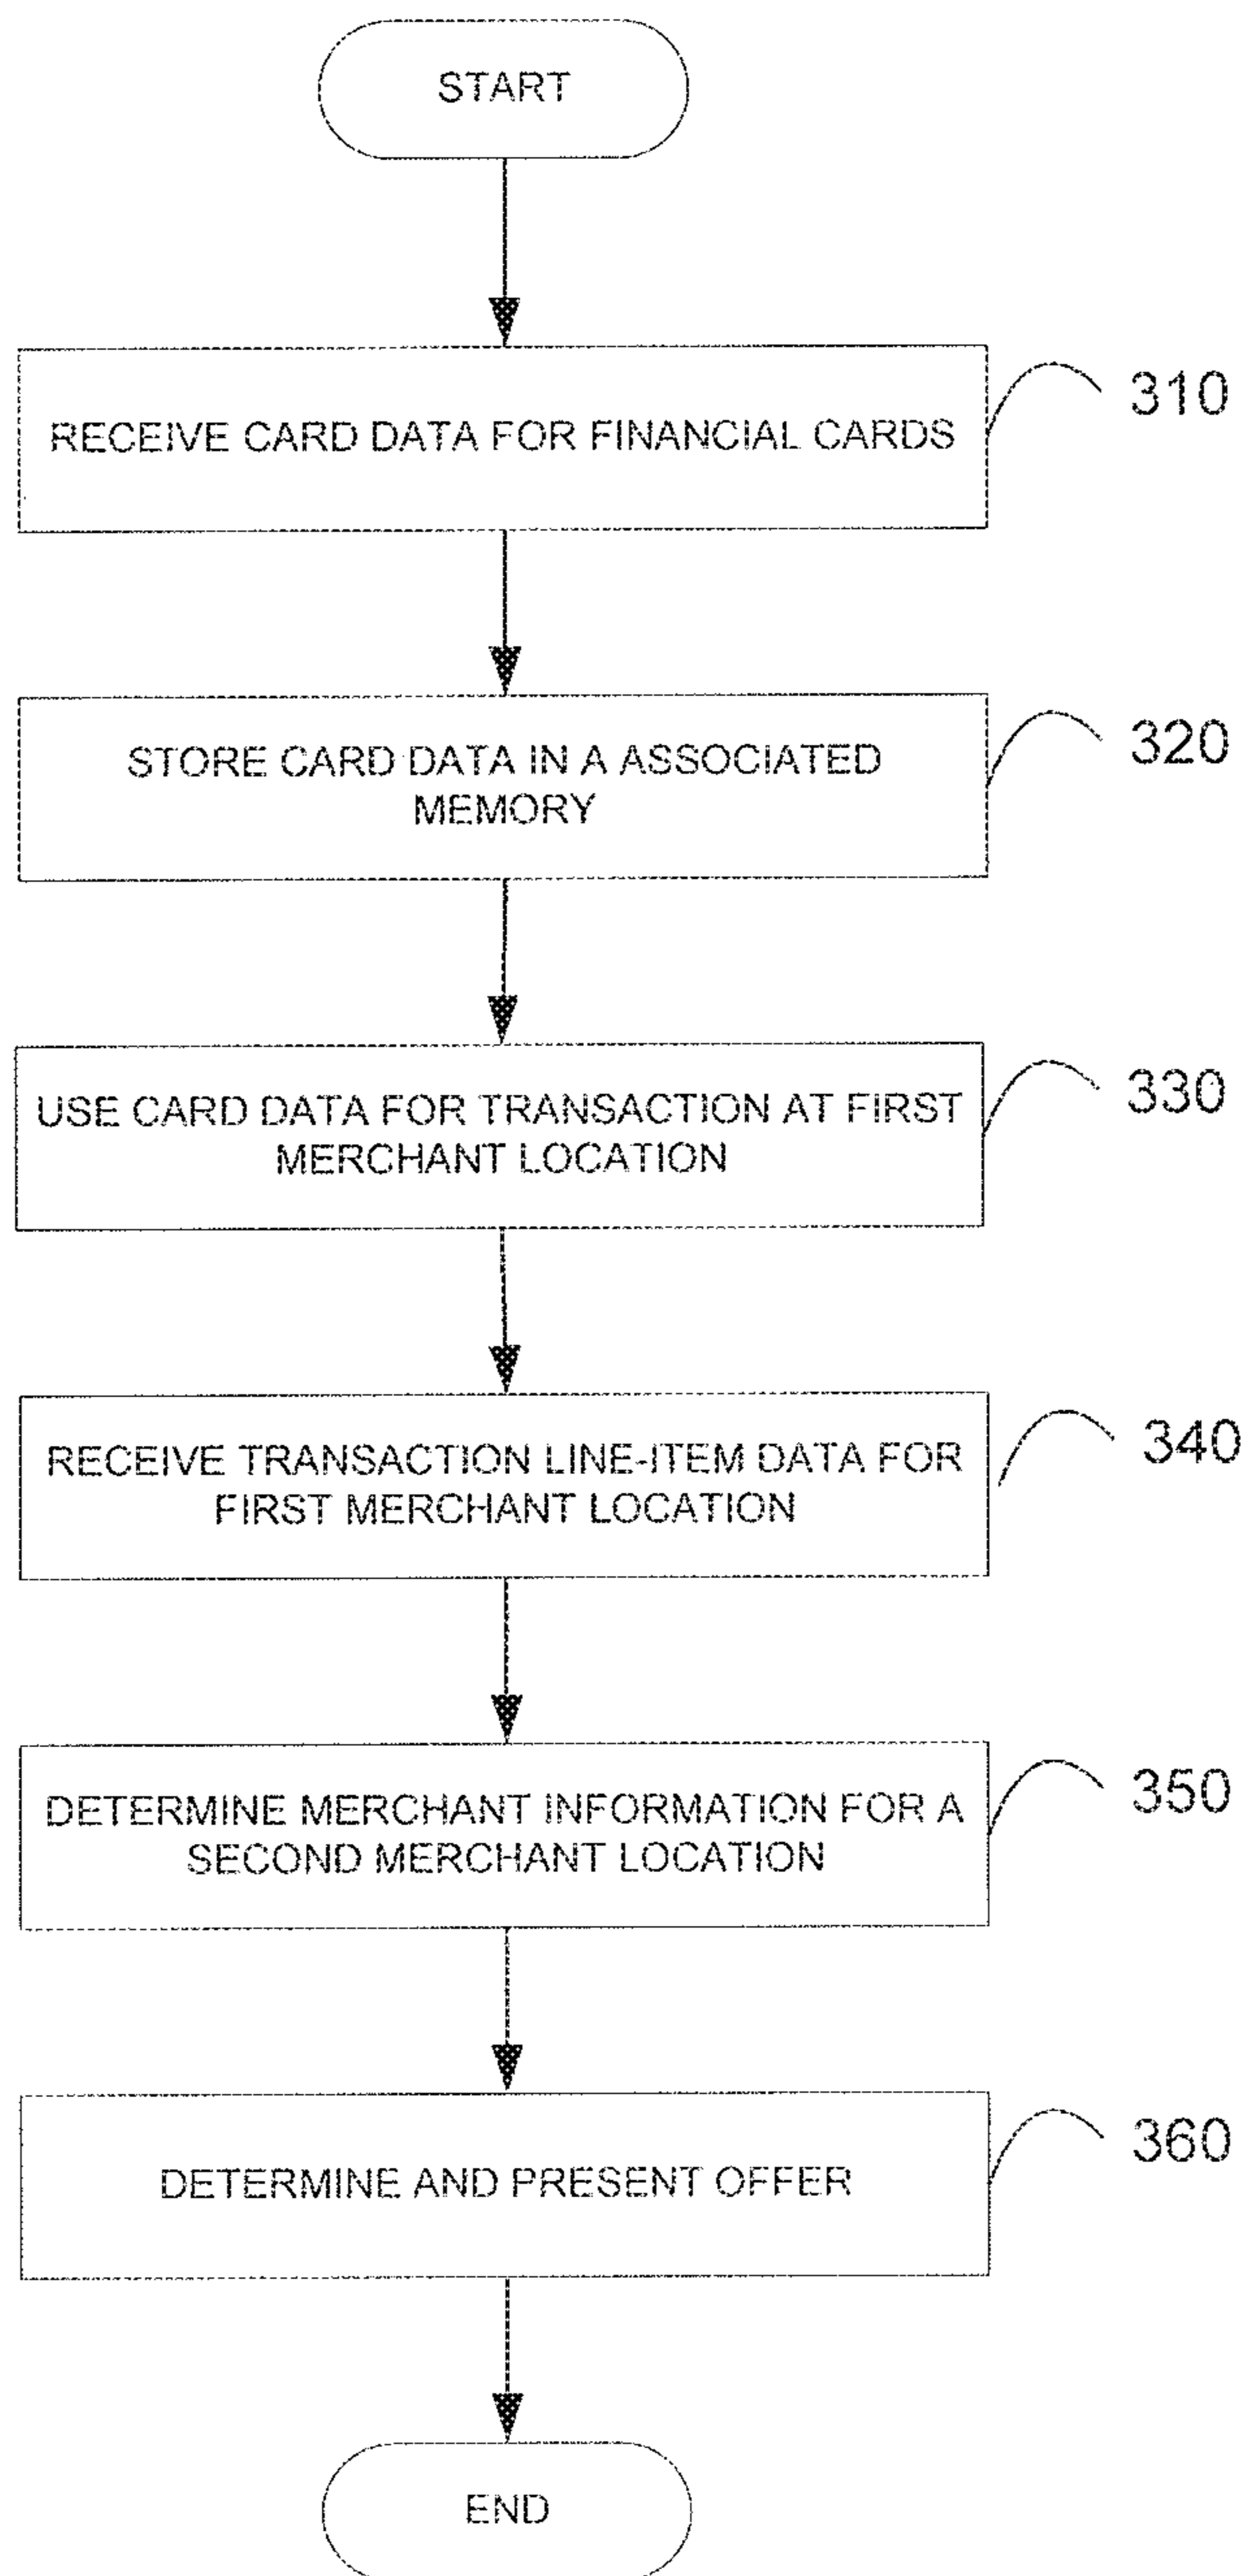 START
RECEIVE CARD DATA FOR FINANCIAL CARDS
310
STORE CARD DATA IN A ASSOCIATED
MEMORY
320
USE CARD DATA FOR TRANSACTION AT FIRST
MERCHANT LOCATION
330
RECEIVE TRANSACTION LINE-ITEM DATA FOR
FIRST MERCHANT LOCATION
340
DETERMINE MERCHANT INFORMATION FOR A
SECOND MERCHANT LOCATION
350
DETERMINE AND PRESENT OFFER
360
END